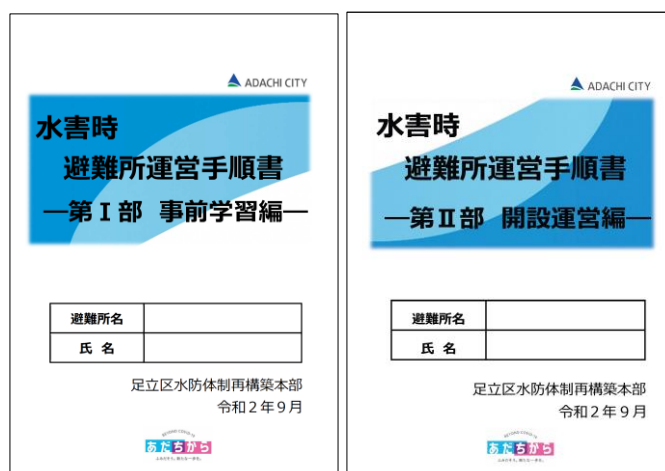 ADACHI CITY
水害時
避難所運営手順書
―第Ⅰ部 事前学習編―
避難所名
氏 名
足立区水防体制再構築本部
令和２年９月
あだちから
ADACHI CITY
水害時
避難所運営手順書
―第Ⅱ部 開設運営編―
避難所名
氏 名
足立区水防体制再構築本部
令和２年９月
あだちから